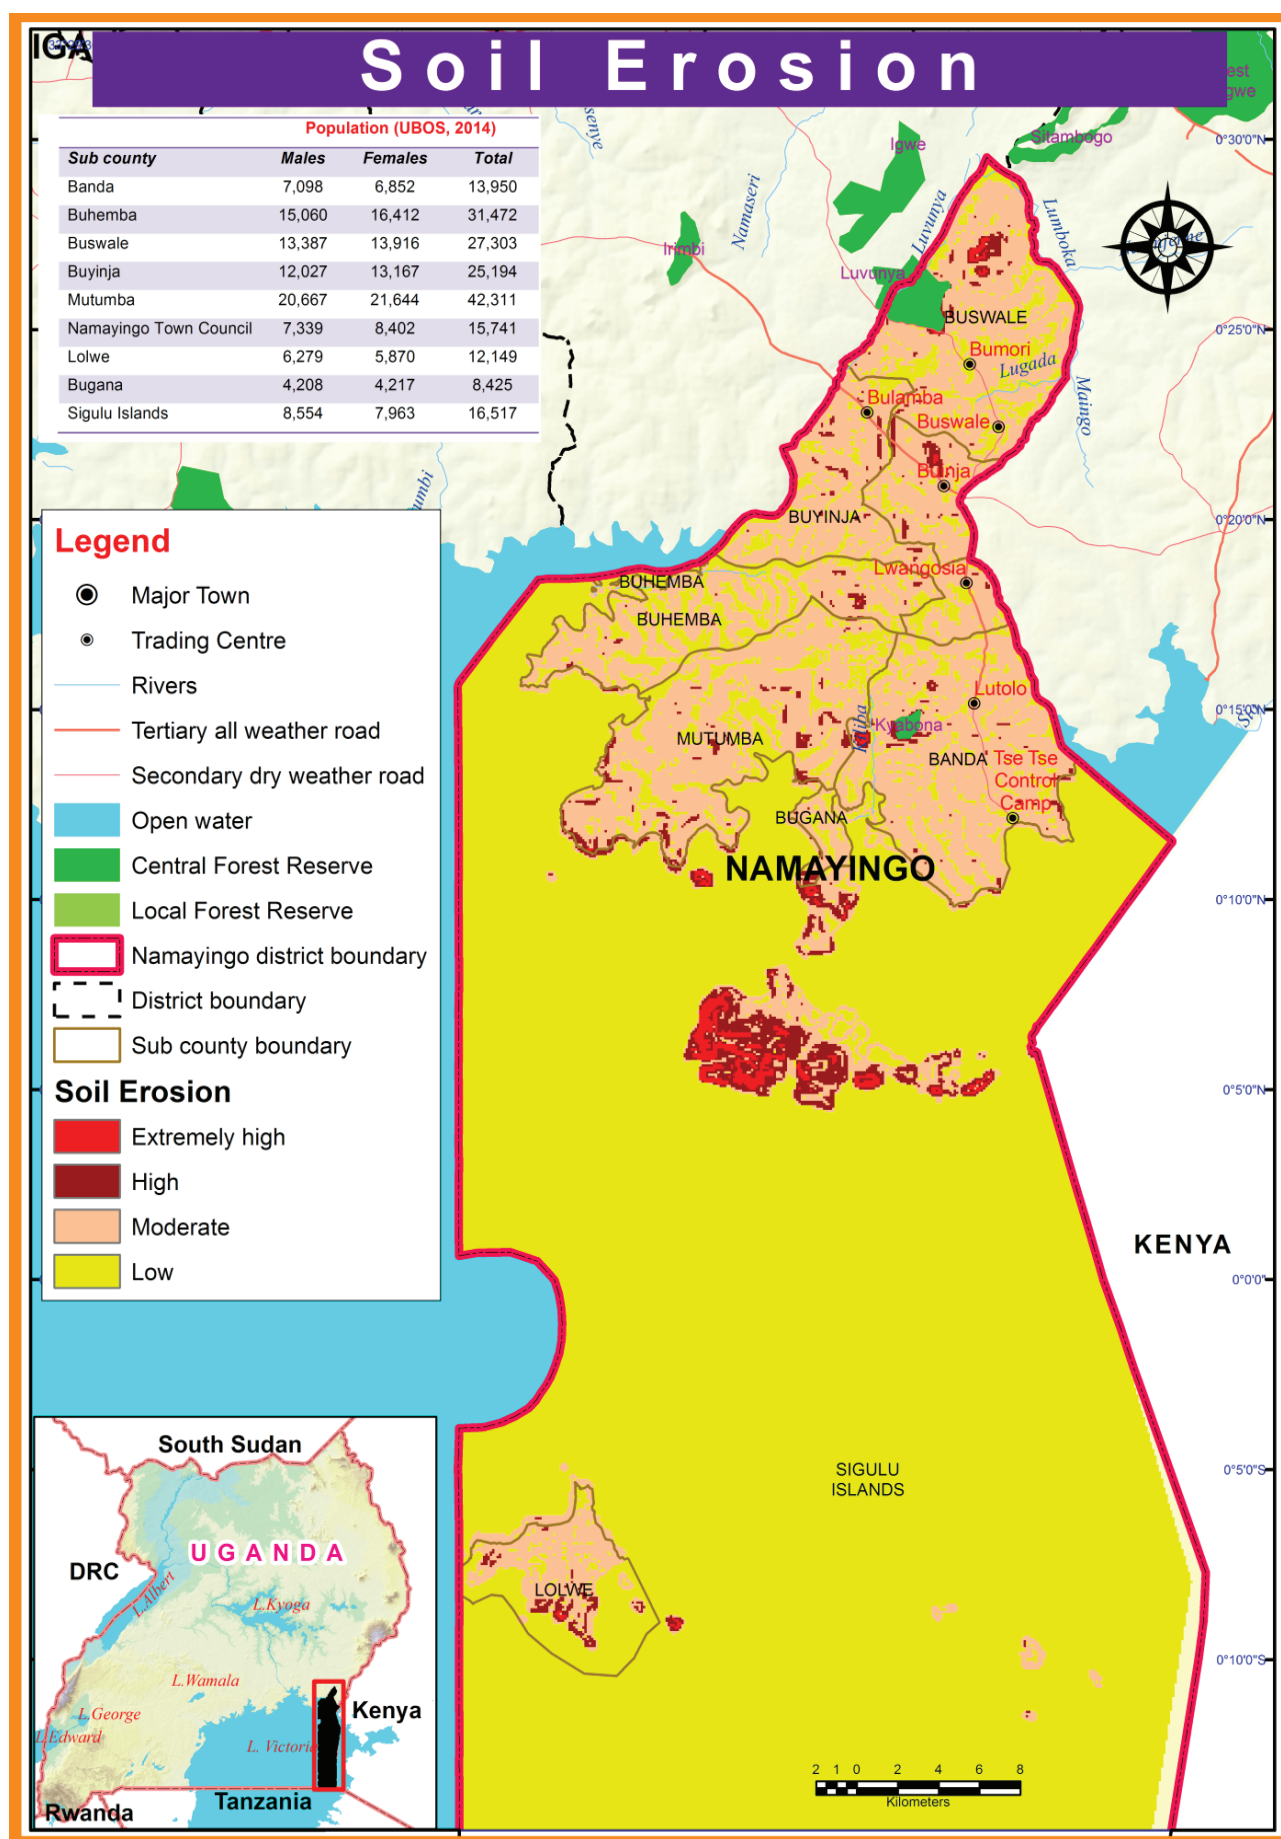 IGA
Soil Erosion
est
gwe
Population (UBOS, 2014)
Sub county Males Females Total
Banda 7,098 6,852 13,950
Buhemba 15,060 16,412 31,472
Buswale 13,387 13,916 27,303
Buyinja 12,027 13,167 25,194
Mutumba 20,667 21,644 42,311
Namayingo Town Council 7,339 8,402 15,741
Lolwe 6,279 5,870 12,149
Bugana 4,208 4,217 8,425
Sigulu Islands 8,554 7,963 16,517
senye
Igwe
Sitambogo
0°30'0"N
Namaseri
Luvunya
Lumboka
Irimbi
Luvunya
BUSWALE
0°25'0"N
Bumori
Lugada
Maingo
Bulamba
Buswale
Buinja
umbi
BUYINJA
0°20'0"N
Lwangosia
BUHEMBA
BUHEMBA
Lutolo
0°15'0"N
Kyabona
MUTUMBA
BANDA
Tse Tse
Control
Camp
BUGANA
NAMAYINGO
0°10'0"N
0°5'0"N
KENYA
0°0'0"
SIGULU
ISLANDS
0°5'0"S
LOLWE
0°10'0"S
2 1 0 2 4 6 8
Kilometers
Legend
Major Town
Trading Centre
Rivers
Tertiary all weather road
Secondary dry weather road
Open water
Central Forest Reserve
Local Forest Reserve
Namayingo district boundary
District boundary
Sub county boundary
Soil Erosion
Extremely high
High
Moderate
Low
South Sudan
UGANDA
DRC
L.Albert
L.Kyoga
L.Wamala
L.George
L.Edward
Kenya
L. Victoria
Tanzania
Rwanda